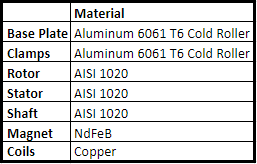 Material
Base Plate Aluminum 6061 T6 Cold Roller
Clamps Aluminum 6061 T6 Cold Roller
Rotor AISI 1020
Stator AISI 1020
Shaft AISI 1020
Magnet NdFeB
Coils Copper